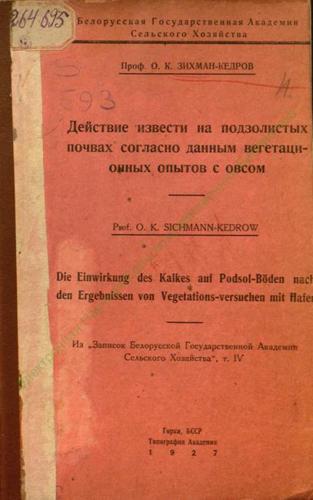 264695
Белорусская Государственная Академия
Сельского Хозяйства
Проф. О. К. ЗИХМАН-КЕДРОВ
593
Действие извести на подзолистых
почвах согласно данным вегетаци-
онных опытов с овсом
Prof. O. K. SICHMANN-KEDROW
Die Einwirkung des Kalkes auf Podsol-Böden nach
den Ergebnissen von Vegetations-versuchen mit Hafer
Из „Записок Белорусской Государственной Академии
Сельского Хозяйства", т. IV
Горки, БССР
Типография Академии
1927